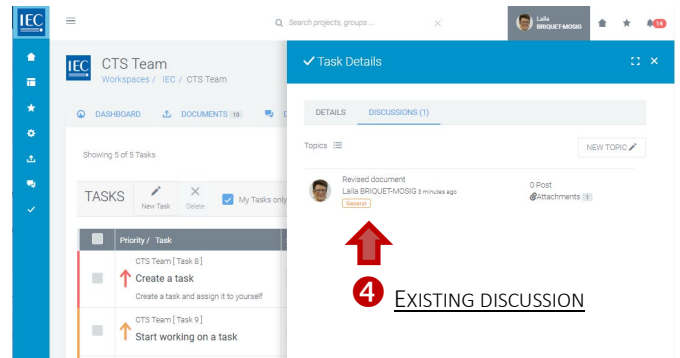 IEC
Search projects, groups ...
Laila
BRIQUET-MOSIG
14
IEC
CTS Team
Workspaces / IEC / CTS Team
DASHBOARD DOCUMENTS 10
Showing 5 of 5 Tasks
TASKS
New Task
Delete
My Tasks only
Priority / Task
CTS Team [ Task 8 ]
Create a task
Create a task and assign it to yourself
CTS Team [ Task 9 ]
Start working on a task
Task Details
DETAILS DISCUSSIONS (1)
Topics
NEW TOPIC
Revised document
Laila BRIQUET-MOSIG 3 minutes ago
General
0 Post
Attachments 1
4 EXISTING DISCUSSION